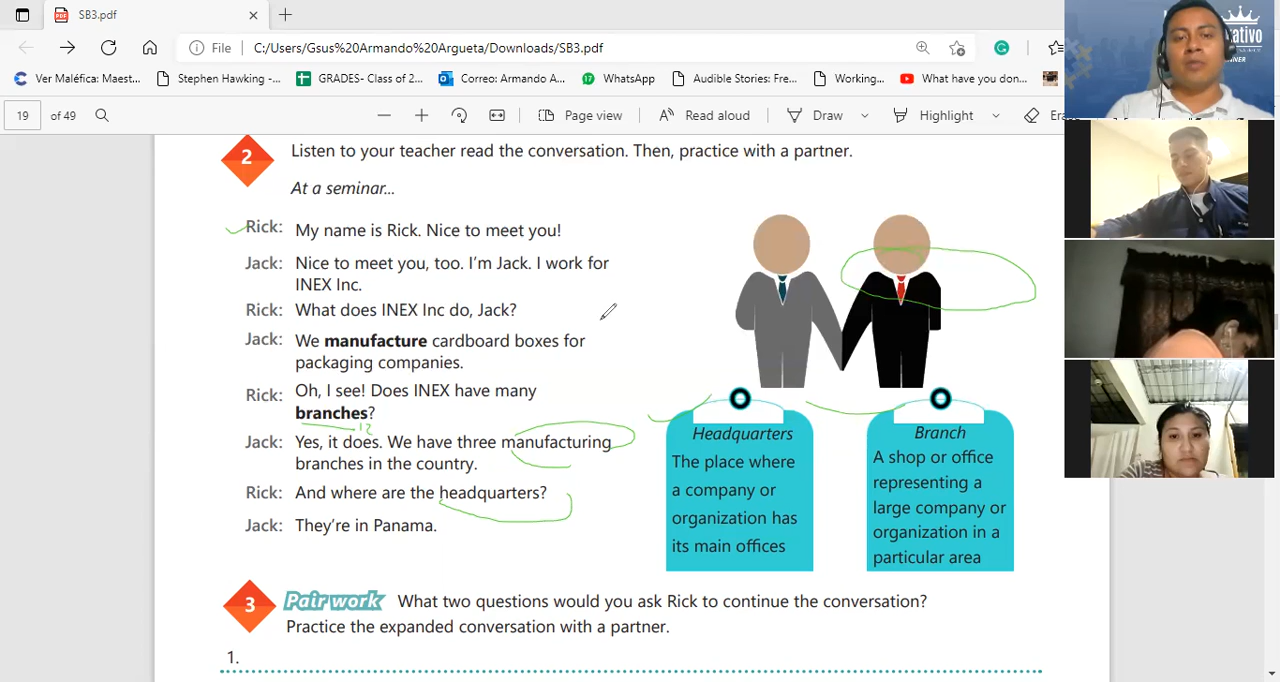 SB3.pdf
File C:/Users/Gsus%20Armando%20Argueta/Downloads/SB3.pdf
Ver Maléfica: Maest... Stephen Hawking -... GRADES- Class of 2... Correo: Armando A... 17 WhatsApp Audible Stories: Fre... Working... What have you don...
19 of 49 Page view Read aloud Draw Highlight
2 Listen to your teacher read the conversation. Then, practice with a partner.
At a seminar...
Rick: My name is Rick. Nice to meet you!
Jack: Nice to meet you, too. I'm Jack. I work for
INEX Inc.
Rick: What does INEX Inc do, Jack?
Jack: We manufacture cardboard boxes for
packaging companies.
Rick: Oh, I see! Does INEX have many
branches?
Jack: Yes, it does. We have three manufacturing
branches in the country.
Rick: And where are the headquarters?
Jack: They're in Panama.
Headquarters
The place where
a company or
organization has
its main offices
Branch
A shop or office
representing a
large company or
organization in a
particular area
3 Pair work What two questions would you ask Rick to continue the conversation?
Practice the expanded conversation with a partner.
1.